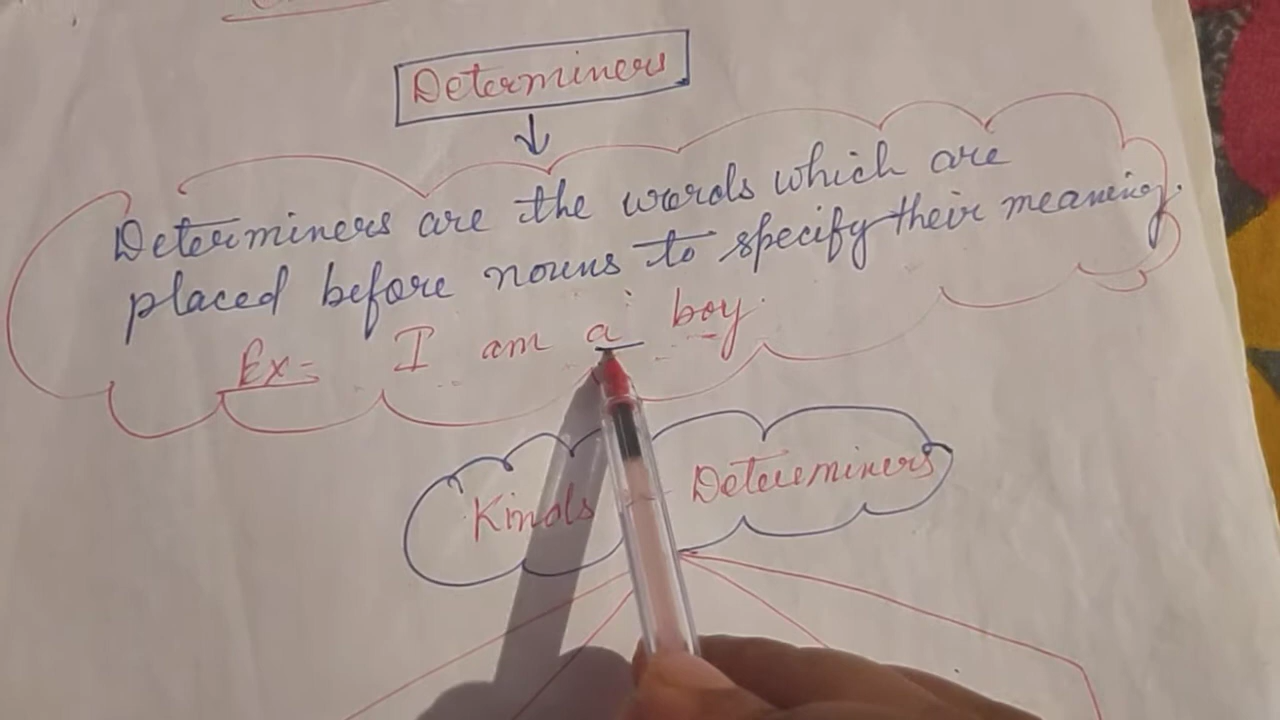 Determiners
Determiners are the words which are
placed before nouns to specify their meaning.
Ex= I am a boy.
Kinds Determiners